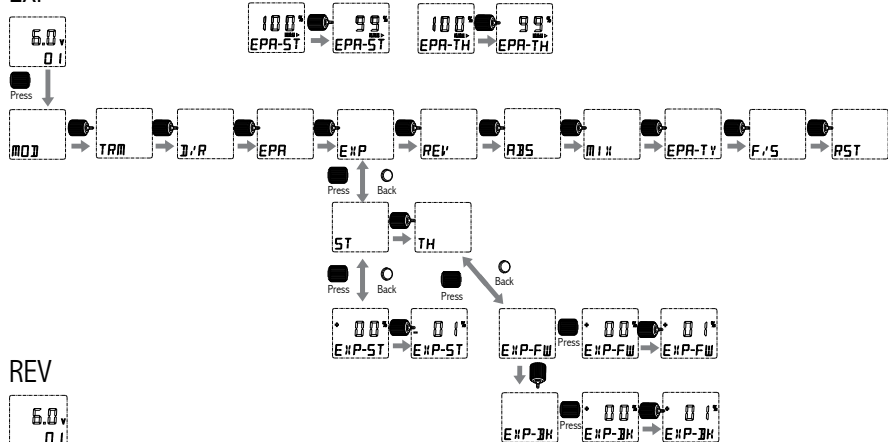 100% 99% 100% 99%
EPA-ST EPA-ST EPA-TH EPA-TH
6.0v
01
Press
MOD TRM D/R EPA EXP REV ABS MIX EPA-TY F/S RST
Press Back
ST TH
Press Back Press Back
+ 00% - 01% + 00% + 01%
EXP-ST EXP-ST EXP-FW Press EXP-FW EXP-FW
REV
6.0v
01
+ 00% + 01%
EXP-BK Press EXP-BK EXP-BK